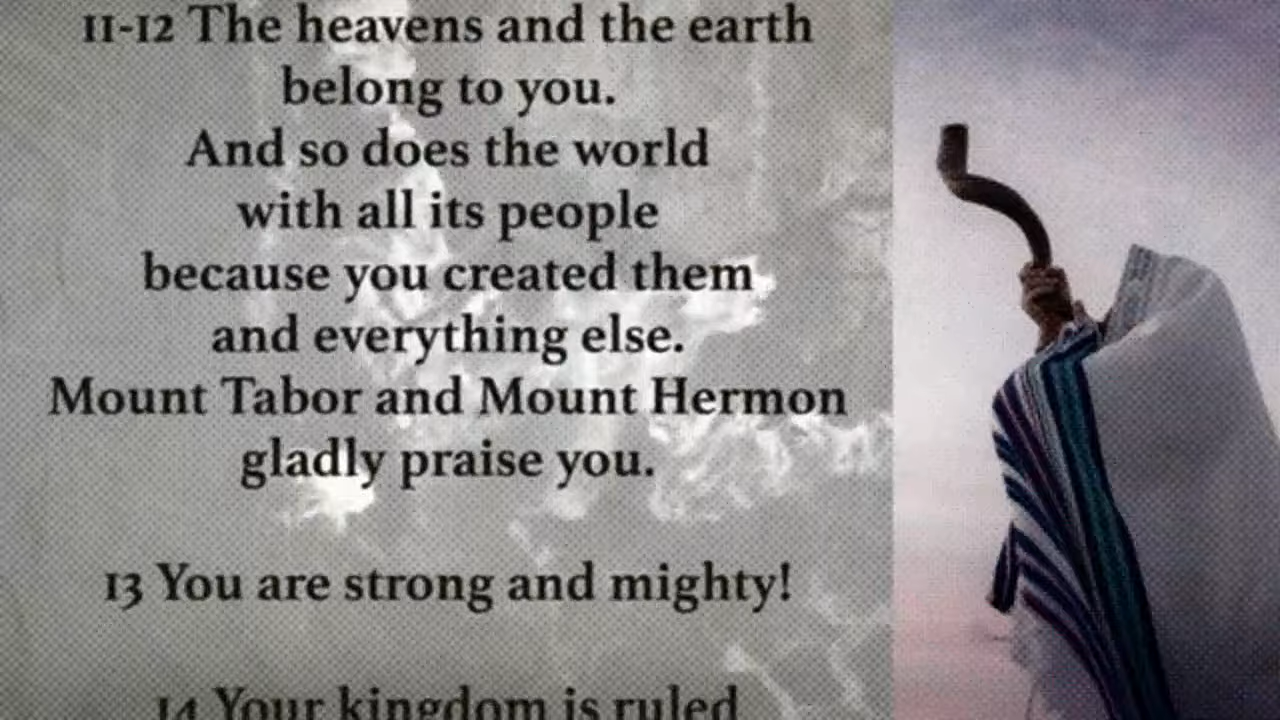 11-12 The heavens and the earth
belong to you.
And so does the world
with all its people
because you created them
and everything else.
Mount Tabor and Mount Hermon
gladly praise you.
13 You are strong and mighty!
14 Your kingdom is ruled